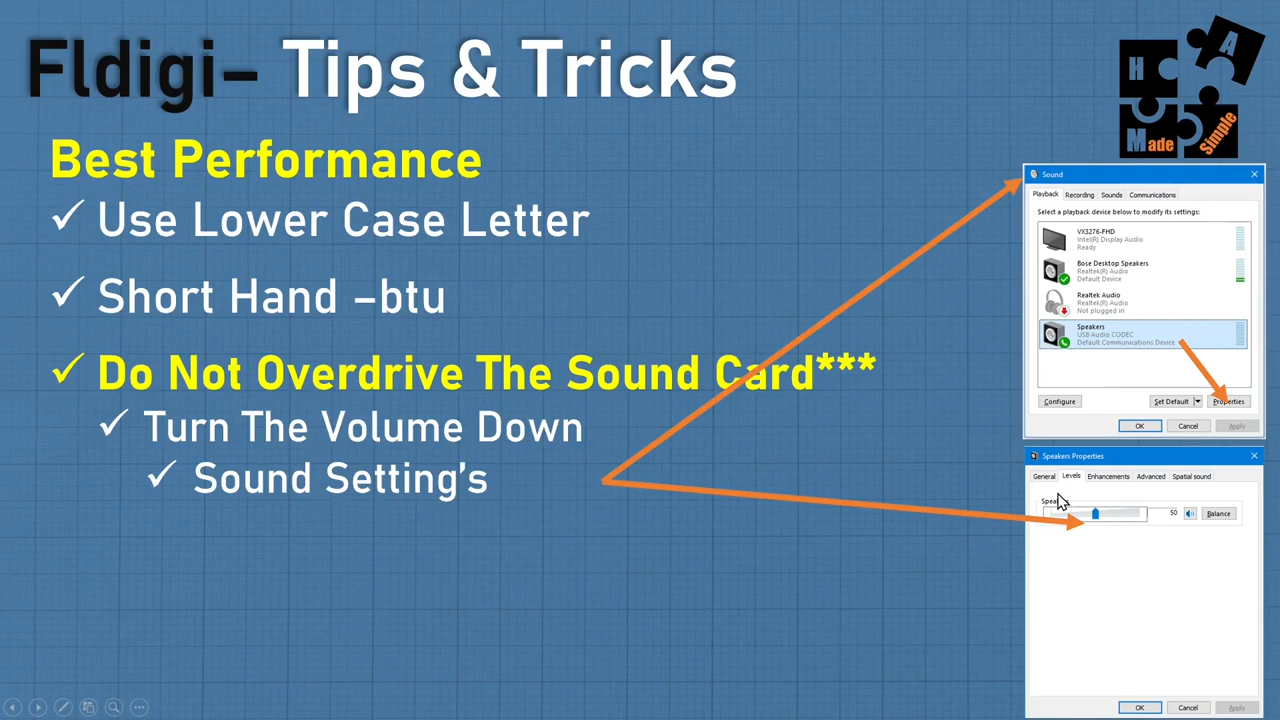 Fldigi– Tips & Tricks
H
A
Made
Simple
Best Performance
✓ Use Lower Case Letter
✓ Short Hand –btu
✓ Do Not Overdrive The Sound Card***
✓ Turn The Volume Down
✓ Sound Setting’s
Sound
Playback Recording Sounds Communications
Select a playback device below to modify its settings:
VX3276-FHD
Intel(R) Display Audio
Ready
Bose Desktop Speakers
Realtek(R) Audio
Default Device
Realtek Audio
Realtek(R) Audio
Not plugged in
Speakers
USB Audio CODEC
Default Communications Device
Configure Set Default Properties
OK Cancel Apply
Speakers Properties
General Levels Enhancements Advanced Spatial sound
50 Balance
OK Cancel Apply